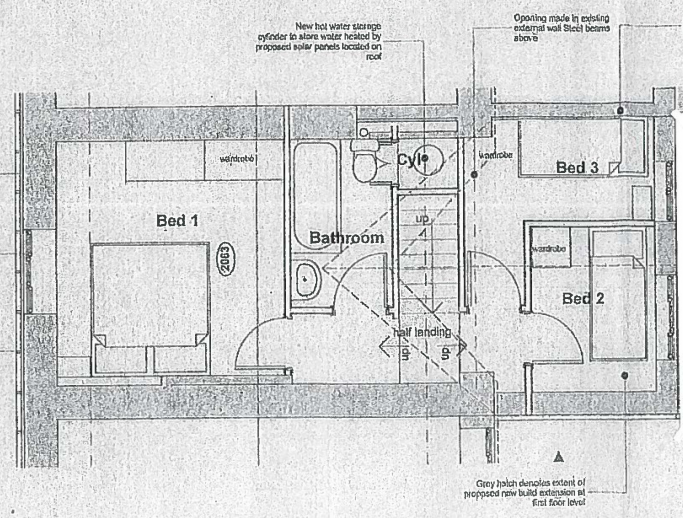 New hot water storage
cylinder to store water heated by
proposed solar panels located on
roof
Opening made in existing
external wall Steel beams
above
wardrobe
Cyl
wardrobe
Bed 3
Bed 1
up
Bathroom
wardrobe
2063
Bed 2
half landing
up
up
Grey hatch denotes extent of
proposed new build extension at
first floor level